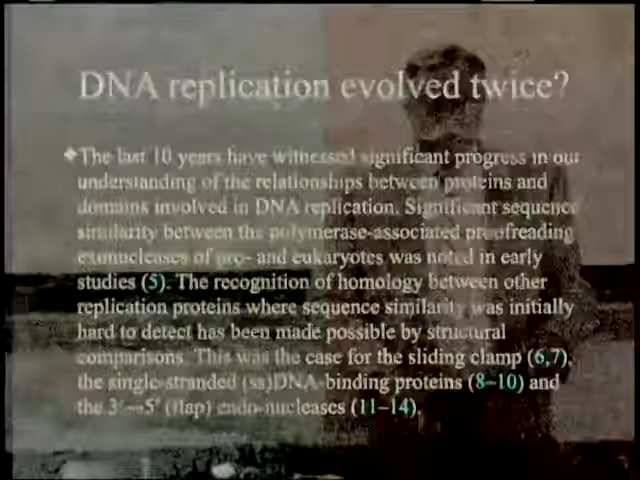 DNA replication evolved twice?
❖The last 10 years have witnessed significant progress in our
understanding of the relationships between proteins and
domains involved in DNA replication. Significant sequence
similarity between the polymerase-associated proofreading
exonucleases of pro- and eukaryotes was noted in early
studies (5). The recognition of homology between other
replication proteins where sequence similarity was initially
hard to detect has been made possible by structural
comparisons. This was the case for the sliding clamp (6,7),
the single-stranded (ss)DNA-binding proteins (8–10) and
the 3'→5' (flap) endo-nucleases (11–14).